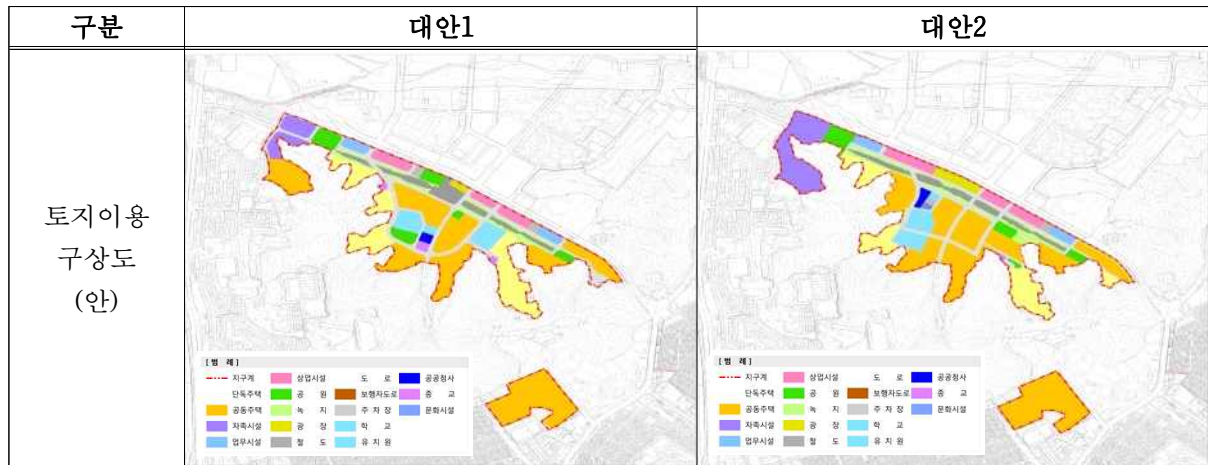 구분 대안1 대안2
토지이용
구상도
(안)
[ 범 례 ]
지구계 상업시설 도 로 공공청사
단독주택 공 원 보행자도로 종 교
공동주택 녹 지 주 차 장 문화시설
자족시설 광 장 학 교
업무시설 철 도 유 치 원
[ 범 례 ]
지구계 상업시설 도 로 공공청사
단독주택 공 원 보행자도로 종 교
공동주택 녹 지 주 차 장 문화시설
자족시설 광 장 학 교
업무시설 철 도 유 치 원